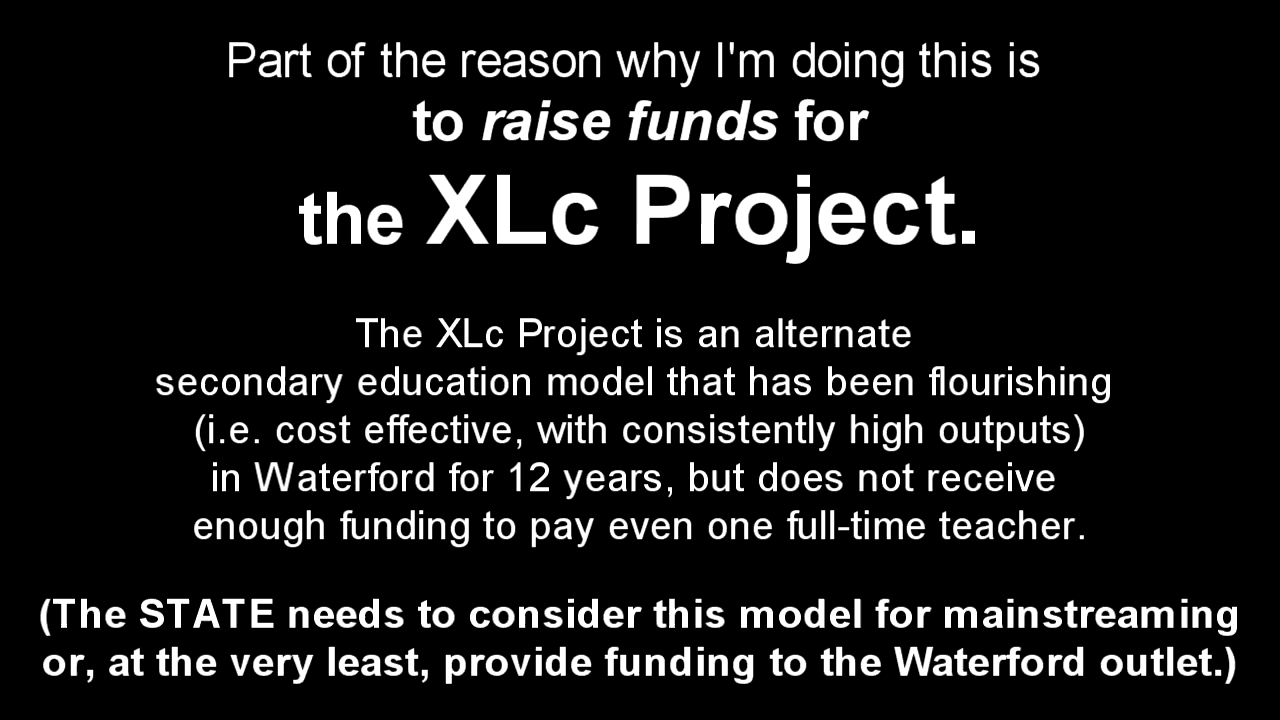 Part of the reason why I'm doing this is
to raise funds for
the XLc Project.
The XLc Project is an alternate
secondary education model that has been flourishing
(i.e. cost effective, with consistently high outputs)
in Waterford for 12 years, but does not receive
enough funding to pay even one full-time teacher.
(The STATE needs to consider this model for mainstreaming
or, at the very least, provide funding to the Waterford outlet.)